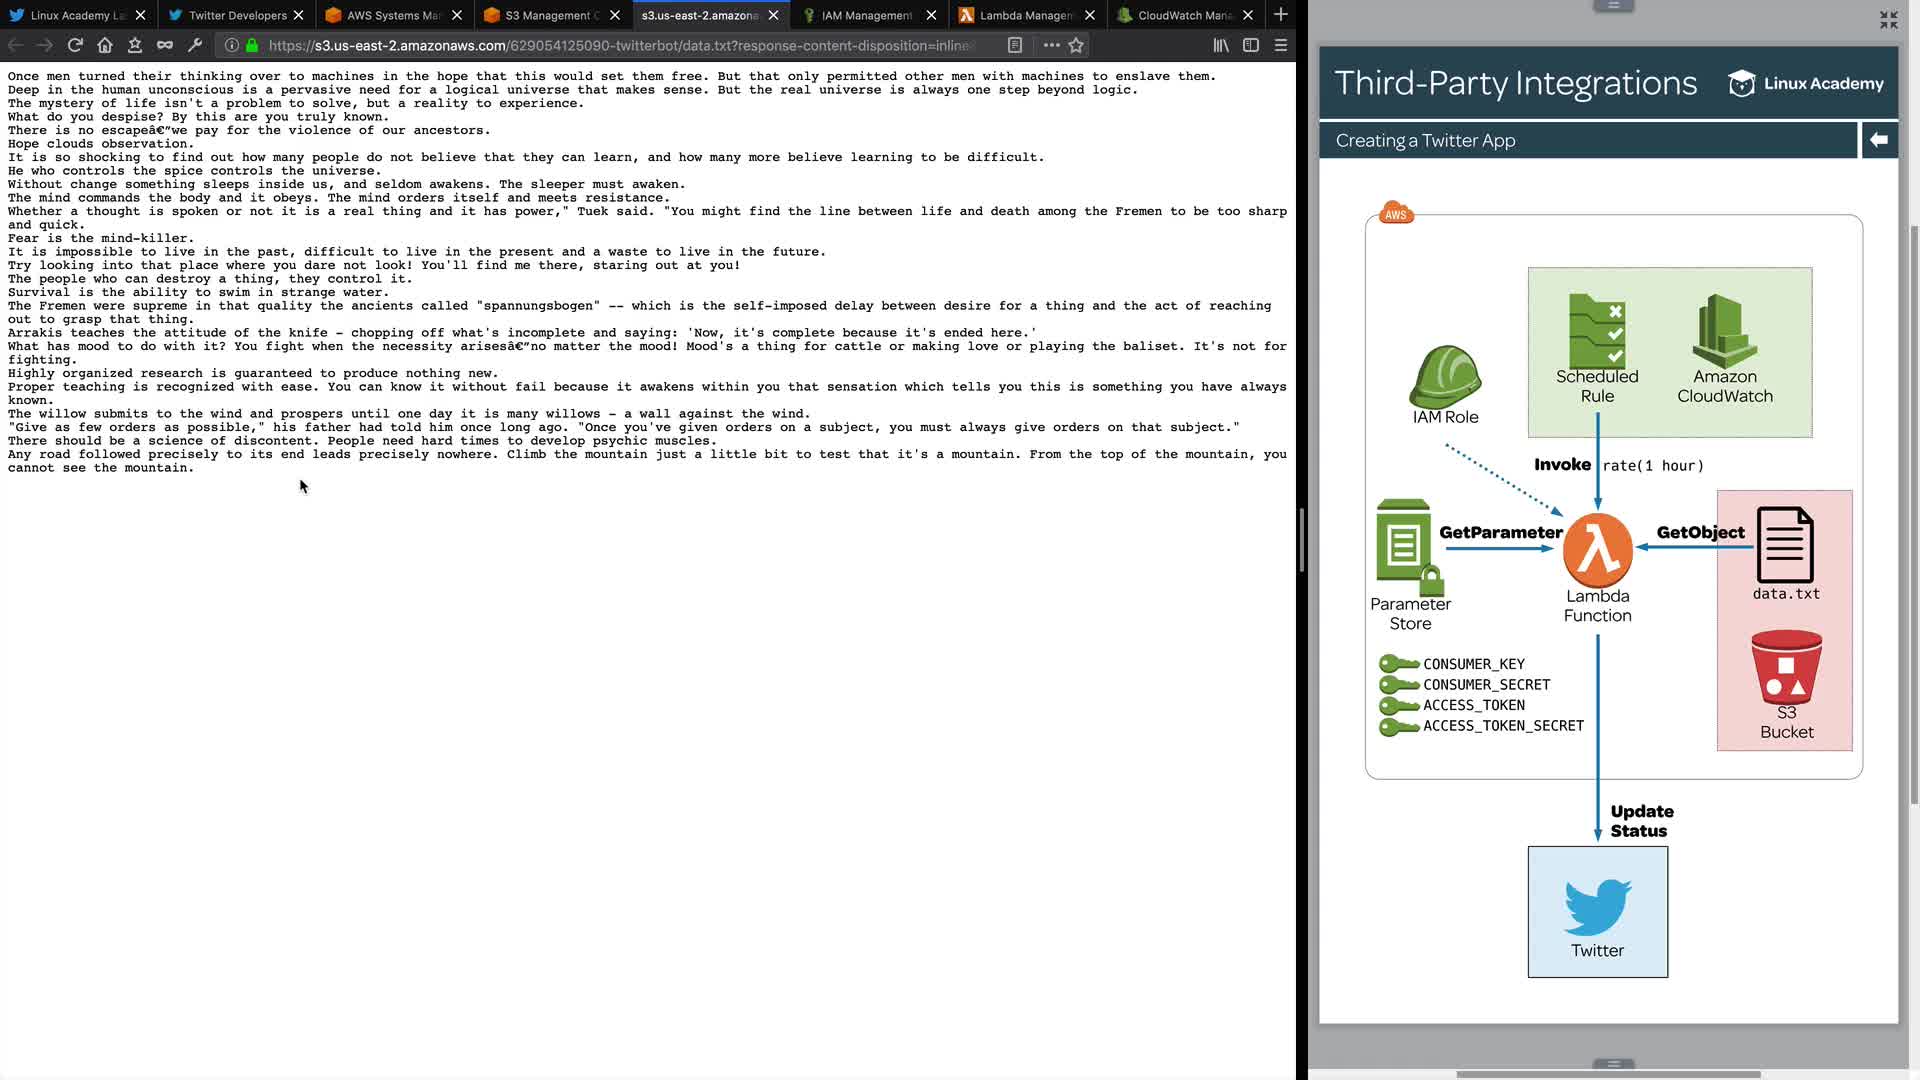 Linux Academy La
Twitter Developers
AWS Systems Man
S3 Management C
s3.us-east-2.amazona
IAM Management
Lambda Managem
CloudWatch Mana
https://s3.us-east-2.amazonaws.com/629054125090-twitterbot/data.txt?response-content-disposition=inline
Once men turned their thinking over to machines in the hope that this would set them free. But that only permitted other men with machines to enslave them.
Deep in the human unconscious is a pervasive need for a logical universe that makes sense. But the real universe is always one step beyond logic.
The mystery of life isn't a problem to solve, but a reality to experience.
What do you despise? By this are you truly known.
There is no escapeâ€”we pay for the violence of our ancestors.
Hope clouds observation.
It is so shocking to find out how many people do not believe that they can learn, and how many more believe learning to be difficult.
He who controls the spice controls the universe.
Without change something sleeps inside us, and seldom awakens. The sleeper must awaken.
The mind commands the body and it obeys. The mind orders itself and meets resistance.
Whether a thought is spoken or not it is a real thing and it has power," Tuek said. "You might find the line between life and death among the Fremen to be too sharp
and quick.
Fear is the mind-killer.
It is impossible to live in the past, difficult to live in the present and a waste to live in the future.
Try looking into that place where you dare not look! You'll find me there, staring out at you!
The people who can destroy a thing, they control it.
Survival is the ability to swim in strange water.
The Fremen were supreme in that quality the ancients called "spannungsbogen" -- which is the self-imposed delay between desire for a thing and the act of reaching
out to grasp that thing.
Arrakis teaches the attitude of the knife - chopping off what's incomplete and saying: 'Now, it's complete because it's ended here.'
What has mood to do with it? You fight when the necessity arisesâ€”no matter the mood! Mood's a thing for cattle or making love or playing the baliset. It's not for
fighting.
Highly organized research is guaranteed to produce nothing new.
Proper teaching is recognized with ease. You can know it without fail because it awakens within you that sensation which tells you this is something you have always
known.
The willow submits to the wind and prospers until one day it is many willows - a wall against the wind.
"Give as few orders as possible," his father had told him once long ago. "Once you've given orders on a subject, you must always give orders on that subject."
There should be a science of discontent. People need hard times to develop psychic muscles.
Any road followed precisely to its end leads precisely nowhere. Climb the mountain just a little bit to test that it's a mountain. From the top of the mountain, you
cannot see the mountain.
Third-Party Integrations
Linux Academy
Creating a Twitter App
AWS
Scheduled
Rule
Amazon
CloudWatch
IAM Role
Invoke rate(1 hour)
GetParameter
GetObject
data.txt
Parameter
Store
Lambda
Function
CONSUMER_KEY
CONSUMER_SECRET
ACCESS_TOKEN
ACCESS_TOKEN_SECRET
S3
Bucket
Update
Status
Twitter